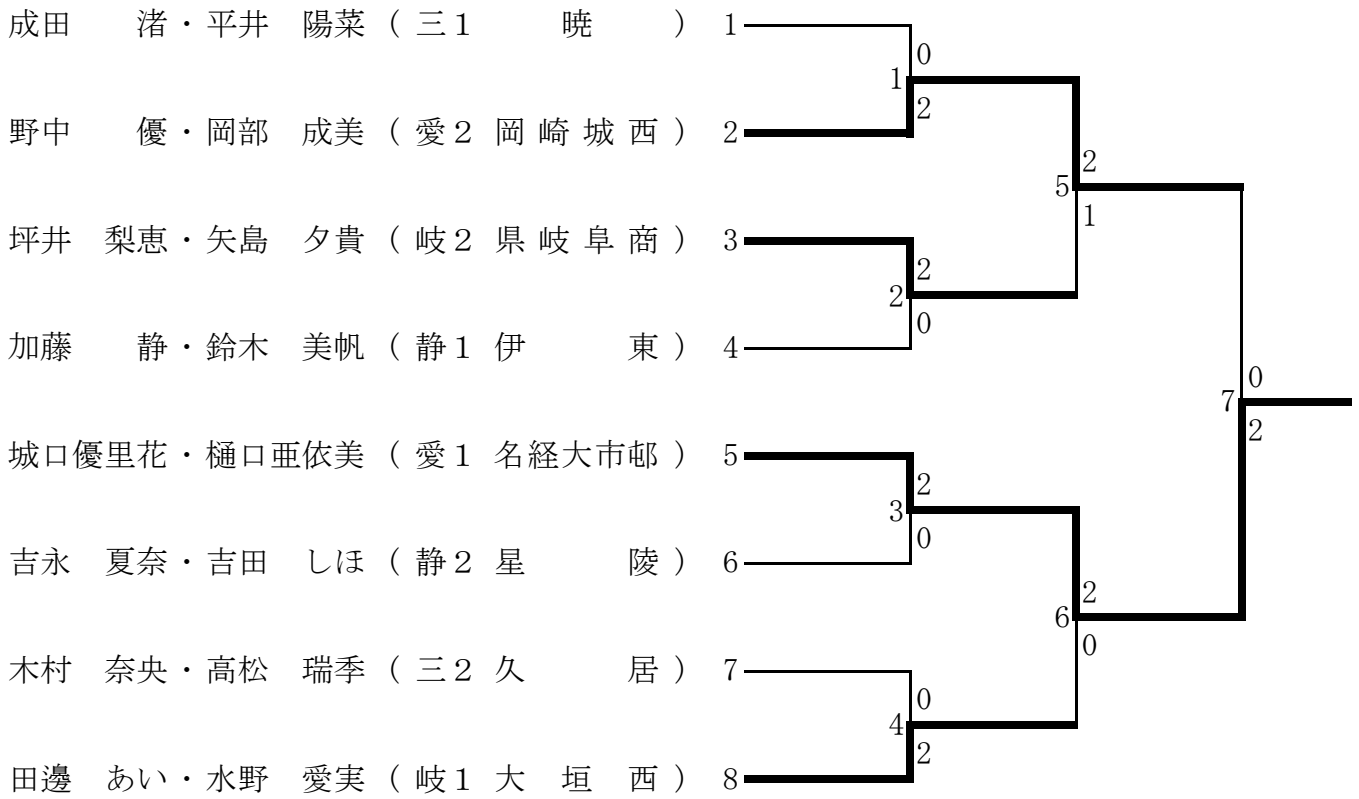 成田　　渚・平井　陽菜（三1　暁　）1
0
1
2
野中　　優・岡部　成美（愛2 岡崎城西）2
2
5
1
坪井　梨恵・矢島　夕貴（岐2 県岐阜商）3
2
2
0
加藤　　静・鈴木　美帆（静1 伊　東）4
0
7
2
城口優里花・樋口亜依美（愛1 名経大市邨）5
2
3
0
吉永　夏奈・吉田　しほ（静2 星　陵）6
2
6
0
木村　奈央・高松　瑞季（三2 久　居）7
0
4
2
田邊　あい・水野　愛実（岐1 大　垣　西）8